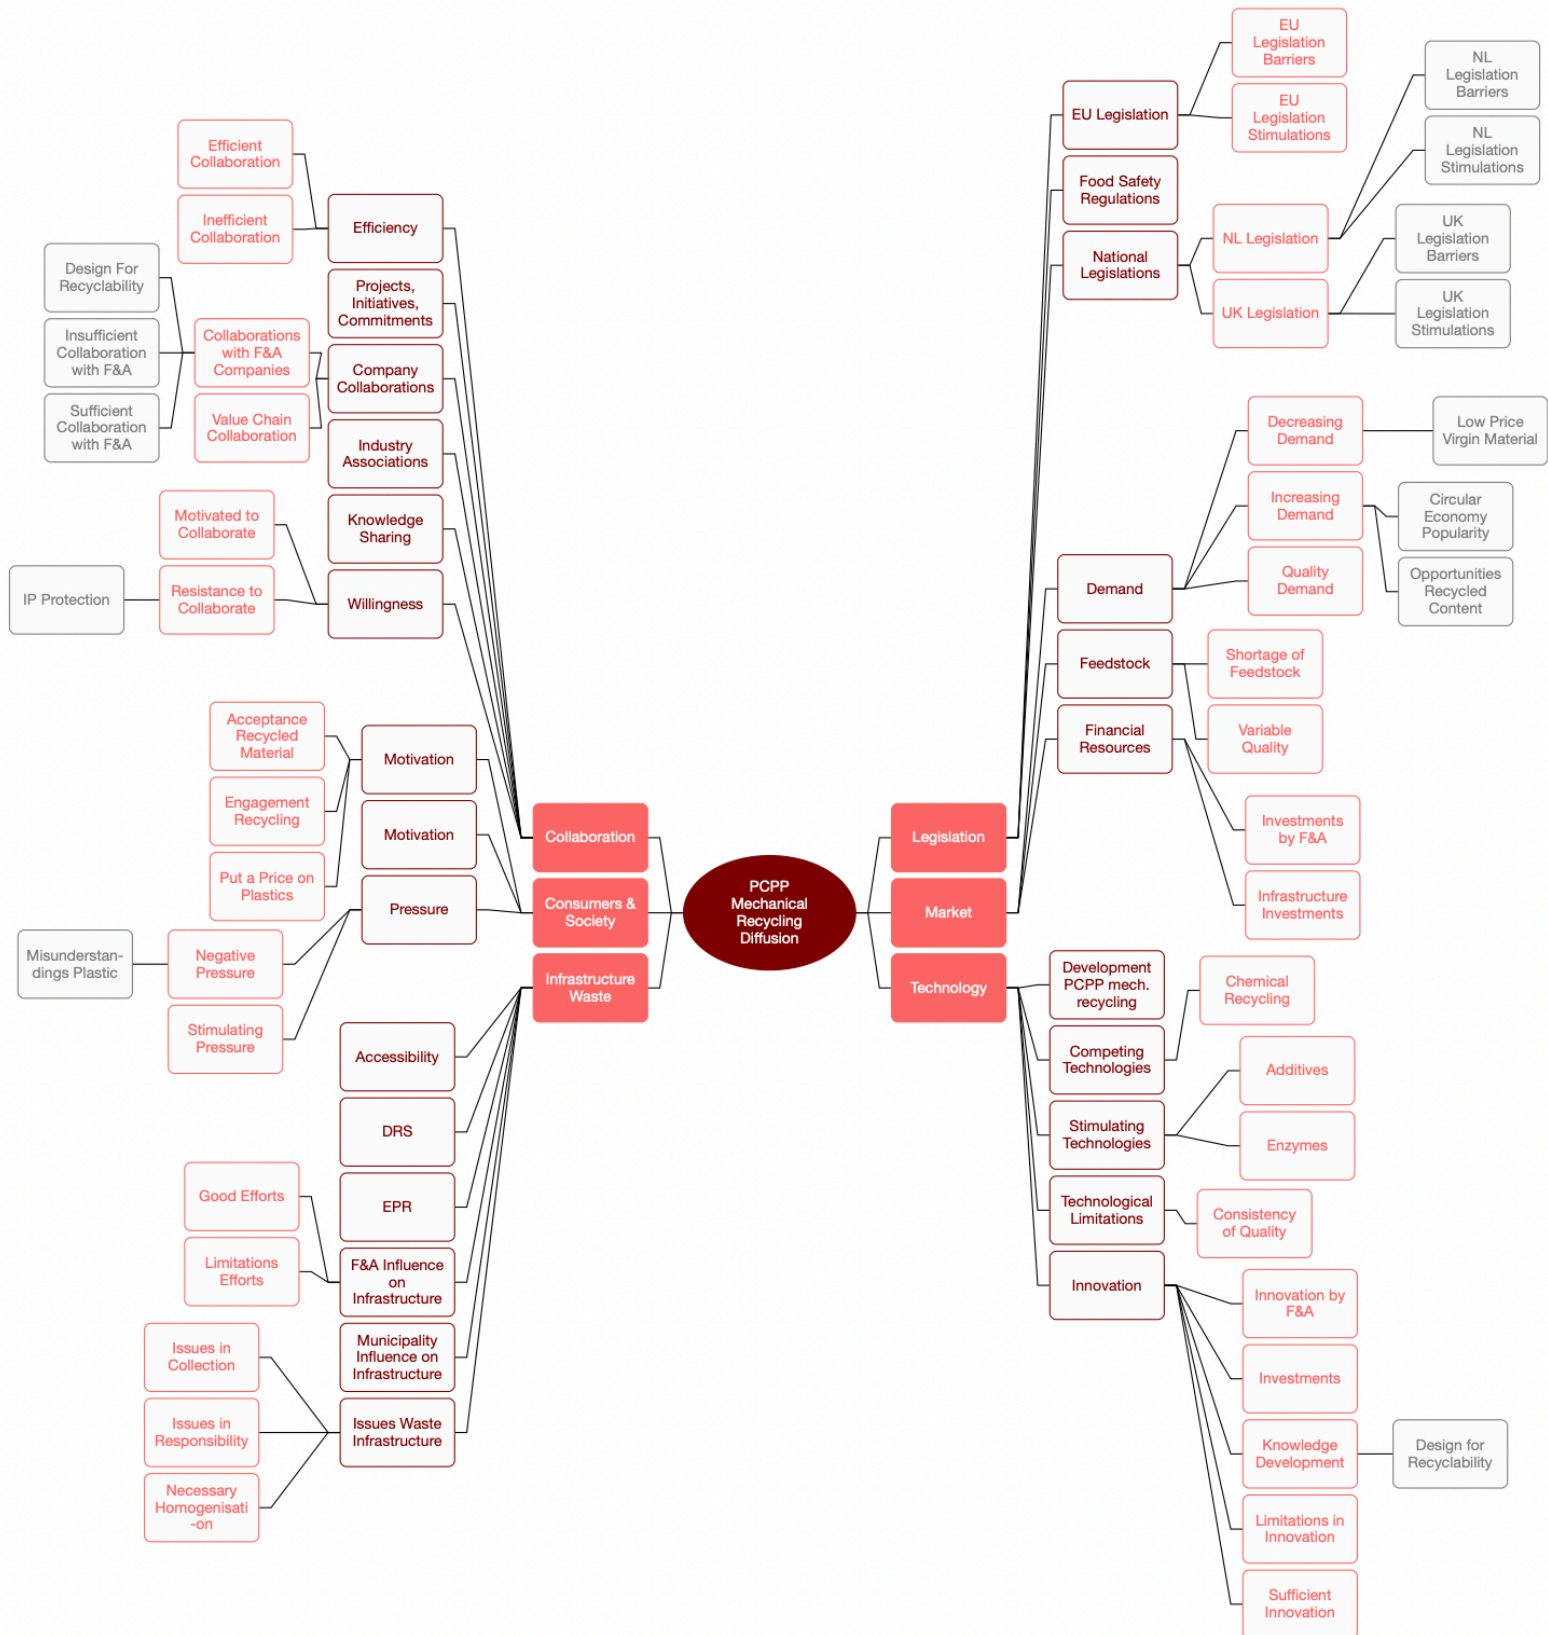 PCPP
Mechanical
Recycling
Diffusion
Collaboration
Efficiency
Efficient
Collaboration
Inefficient
Collaboration
Projects,
Initiatives,
Commitments
Company
Collaborations
Collaborations
with F&A
Companies
Design For
Recyclability
Insufficient
Collaboration
with F&A
Sufficient
Collaboration
with F&A
Value Chain
Collaboration
Industry
Associations
Knowledge
Sharing
Willingness
Motivated to
Collaborate
Resistance to
Collaborate
IP Protection
Consumers &
Society
Motivation
Acceptance
Recycled
Material
Engagement
Recycling
Put a Price on
Plastics
Motivation
Pressure
Negative
Pressure
Misunderstan-
dings Plastic
Stimulating
Pressure
Infrastructure
Waste
Accessibility
DRS
EPR
F&A Influence
on
Infrastructure
Good Efforts
Limitations
Efforts
Municipality
Influence on
Infrastructure
Issues Waste
Infrastructure
Issues in
Collection
Issues in
Responsibility
Necessary
Homogenisati
-on
Legislation
EU Legislation
EU
Legislation
Barriers
EU
Legislation
Stimulations
Food Safety
Regulations
National
Legislations
NL Legislation
NL
Legislation
Barriers
NL
Legislation
Stimulations
UK Legislation
UK
Legislation
Barriers
UK
Legislation
Stimulations
Market
Demand
Decreasing
Demand
Low Price
Virgin Material
Increasing
Demand
Circular
Economy
Popularity
Opportunities
Recycled
Content
Quality
Demand
Feedstock
Shortage of
Feedstock
Variable
Quality
Financial
Resources
Investments
by F&A
Infrastructure
Investments
Technology
Development
PCPP mech.
recycling
Competing
Technologies
Chemical
Recycling
Stimulating
Technologies
Additives
Enzymes
Technological
Limitations
Consistency
of Quality
Innovation
Innovation by
F&A
Investments
Knowledge
Development
Design for
Recyclability
Limitations in
Innovation
Sufficient
Innovation